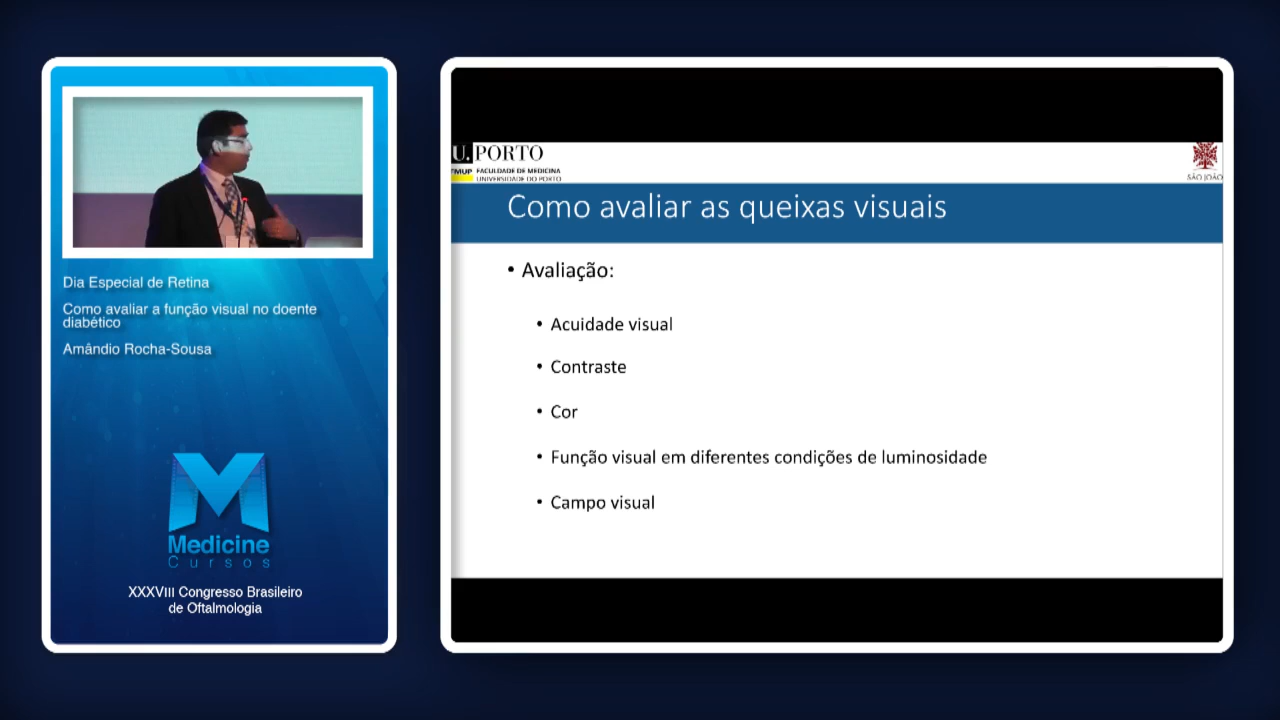 Dia Especial de Retina
Como avaliar a função visual no doente
diabético
Amândio Rocha-Sousa
Medicine
Cursos
XXXVIII Congresso Brasileiro
de Oftalmologia
U.PORTO
FMUP FACULDADE DE MEDICINA
UNIVERSIDADE DO PORTO
SÃO JOÃO
Como avaliar as queixas visuais
• Avaliação:
• Acuidade visual
• Contraste
• Cor
• Função visual em diferentes condições de luminosidade
• Campo visual